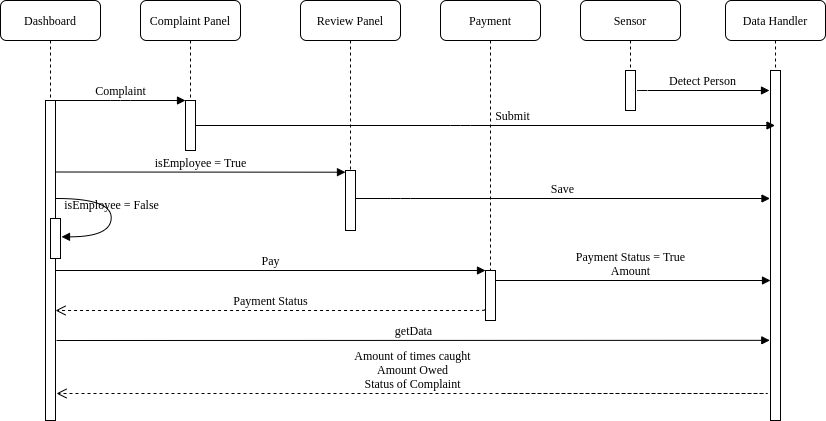 Dashboard
Complaint Panel
Review Panel
Payment
Sensor
Data Handler
Detect Person
Complaint
Submit
isEmployee = True
Save
isEmployee = False
Pay
Payment Status = True
Amount
Payment Status
getData
Amount of times caught
Amount Owed
Status of Complaint